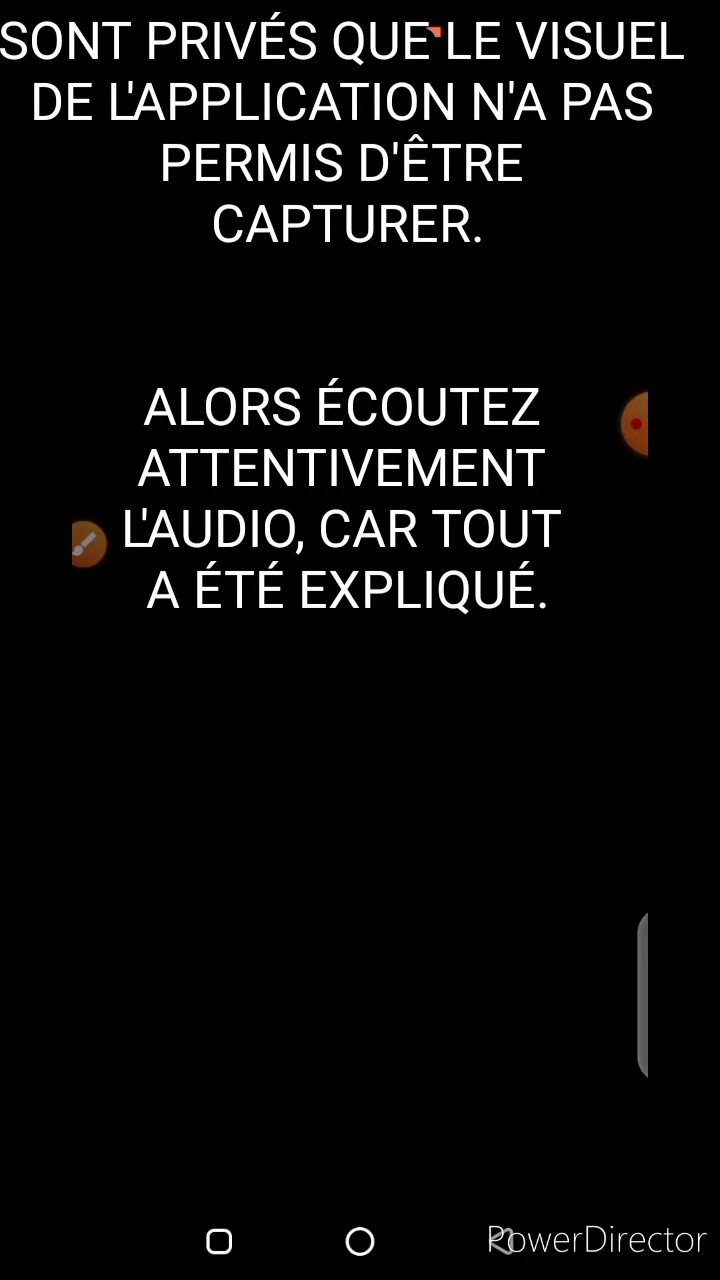 SONT PRIVÉS QUE LE VISUEL
DE L'APPLICATION N'A PAS
PERMIS D'ÊTRE
CAPTURER.
ALORS ÉCOUTEZ
ATTENTIVEMENT
L'AUDIO, CAR TOUT
A ÉTÉ EXPLIQUÉ.
PowerDirector